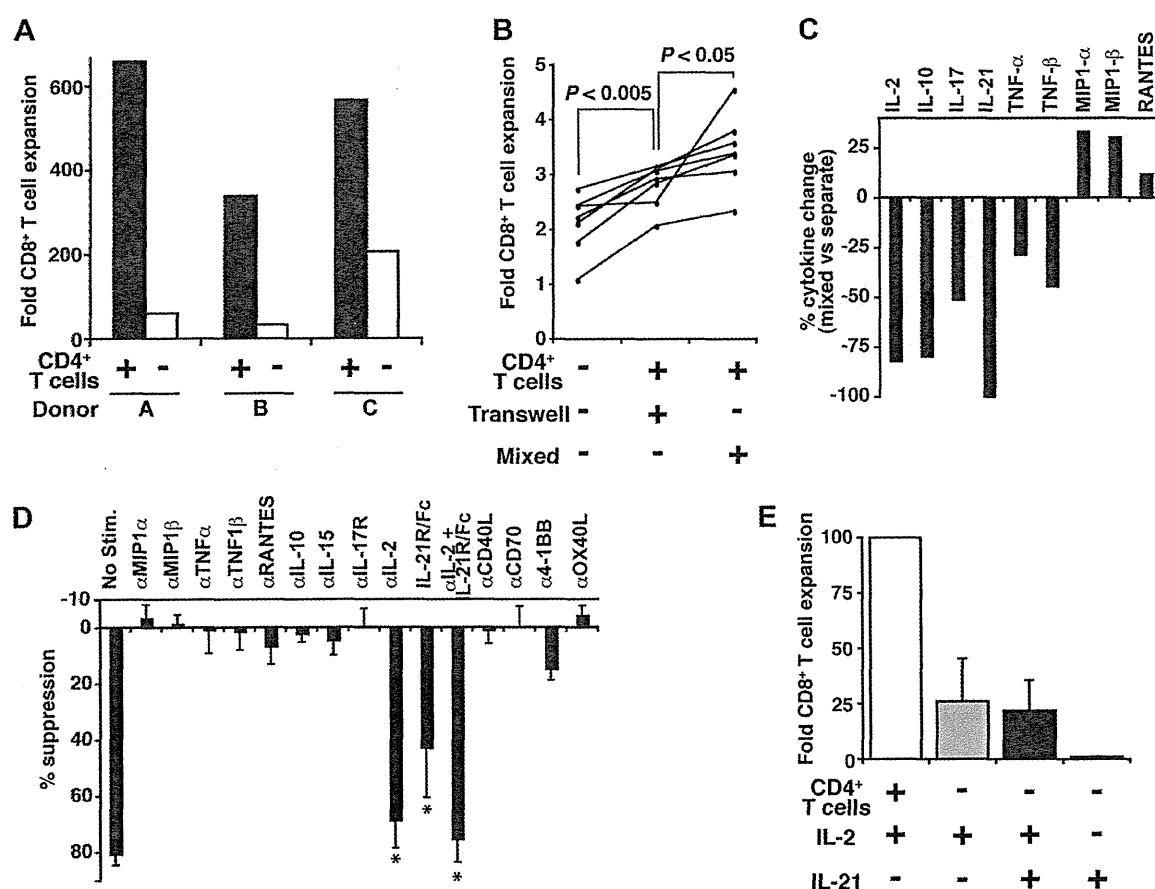 A
Fold CD8+ T cell expansion
600
400
200
0
CD4+
T cells
+ - + - + -
Donor A B C
B
Fold CD8+ T cell expansion
5
4
3
2
1
0
P < 0.005
P < 0.05
CD4+
T cells
- + +
Transwell - + -
Mixed - - +
C
IL-2
IL-10
IL-17
IL-21
TNF-α
TNF-β
MIP1-α
MIP1-β
RANTES
% cytokine change
(mixed vs separate)
25
0
-25
-50
-75
-100
D
No Stim.
αMIP1α
αMIP1β
αTNFα
αTNF1β
αRANTES
αIL-10
αIL-15
αIL-17R
αIL-2
IL-21R/Fc
αIL-2 +
L-21R/Fc
αCD40L
αCD70
α4-1BB
αOX40L
% suppression
-10
0
20
40
60
80
* * *
E
Fold CD8+ T cell expansion
100
75
50
25
0
CD4+
T cells
+ - - -
IL-2 + + + -
IL-21 - - + +